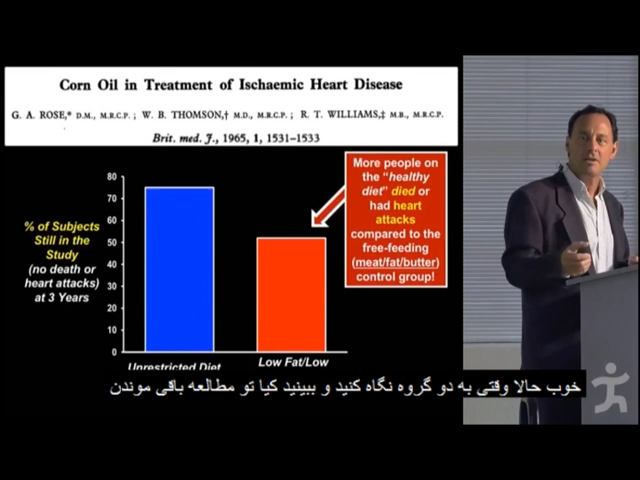 Corn Oil in Treatment of Ischaemic Heart Disease
G. A. ROSE,* D.M., M.R.C.P. ; W. B. THOMSON,† M.D., M.R.C.P. ; R. T. WILLIAMS,‡ M.B., M.R.C.P.
Brit. med. J., 1965, 1, 1531–1533
80
70
60
50
40
30
20
10
0
% of Subjects
Still in the
Study
(no death or
heart attacks)
at 3 Years
More people on
the "healthy
diet" died or
had heart
attacks
compared to the
free-feeding
(meat/fat/butter)
control group!
Unrestricted Diet
Low Fat/Low
خوب حالا وقتی به دو گروه نگاه کنید و ببینید کیا تو مطالعه باقی موندن